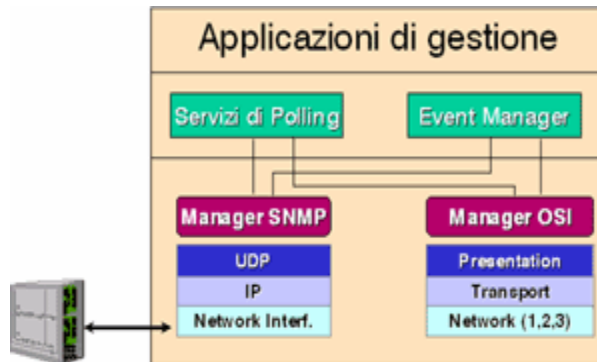 Applicazioni di gestione
Servizi di Polling
Event Manager
Manager SNMP
Manager OSI
UDP
Presentation
IP
Transport
Network Interf.
Network (1,2,3)